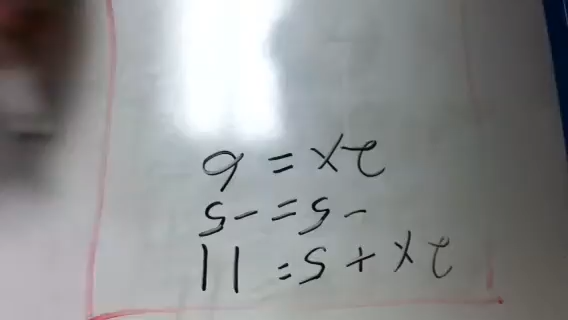 2x + 5 = 11
- 5 = -5
2x = 6